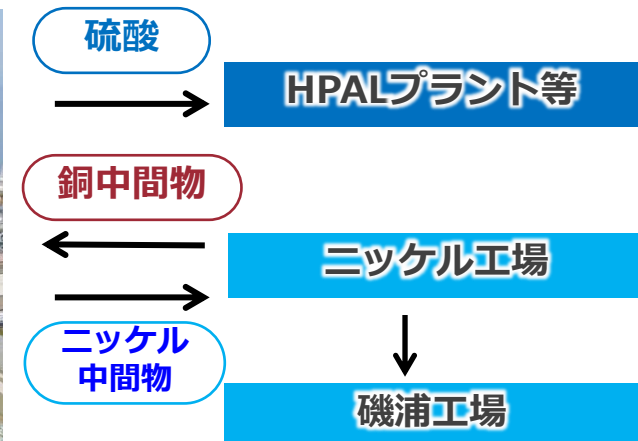 硫酸
HPALプラント等
銅中間物
ニッケル工場
ニッケル
中間物
磯浦工場